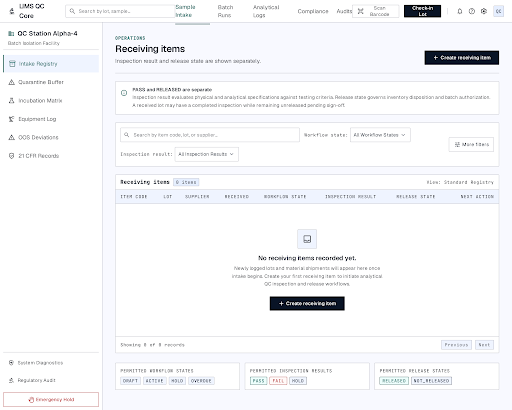 LIMS QC Core
Search by lot, sample...
Sample Intake
Batch Runs
Analytical Logs
Compliance
Audits
Scan Barcode
Check-in Lot
QC
QC Station Alpha-4
Batch Isolation Facility
Intake Registry
Quarantine Buffer
Incubation Matrix
Equipment Log
OOS Deviations
21 CFR Records
System Diagnostics
Regulatory Audit
Emergency Hold
OPERATIONS
Receiving items
Inspection result and release state are shown separately.
+ Create receiving item
PASS and RELEASED are separate
Inspection result evaluates physical and analytical specifications against testing criteria. Release state governs inventory disposition and batch authorization.
A received lot may have a completed inspection while remaining unreleased pending sign-off.
Search by item code, lot, or supplier...
Workflow state:
All Workflow States
More filters
Inspection result:
All Inspection Results
Receiving items
0 items
View: Standard Registry
ITEM CODE
LOT
SUPPLIER
RECEIVED
WORKFLOW STATE
INSPECTION RESULT
RELEASE STATE
NEXT ACTION
No receiving items recorded yet.
Newly logged lots and material shipments will appear here once
intake begins. Create your first receiving item to initiate analytical
QC inspection and release workflows.
+ Create receiving item
Showing 0 of 0 records
Previous
Next
PERMITTED WORKFLOW STATES
DRAFT
ACTIVE
HOLD
OVERDUE
PERMITTED INSPECTION RESULTS
PASS
FAIL
HOLD
PERMITTED RELEASE STATES
RELEASED
NOT_RELEASED